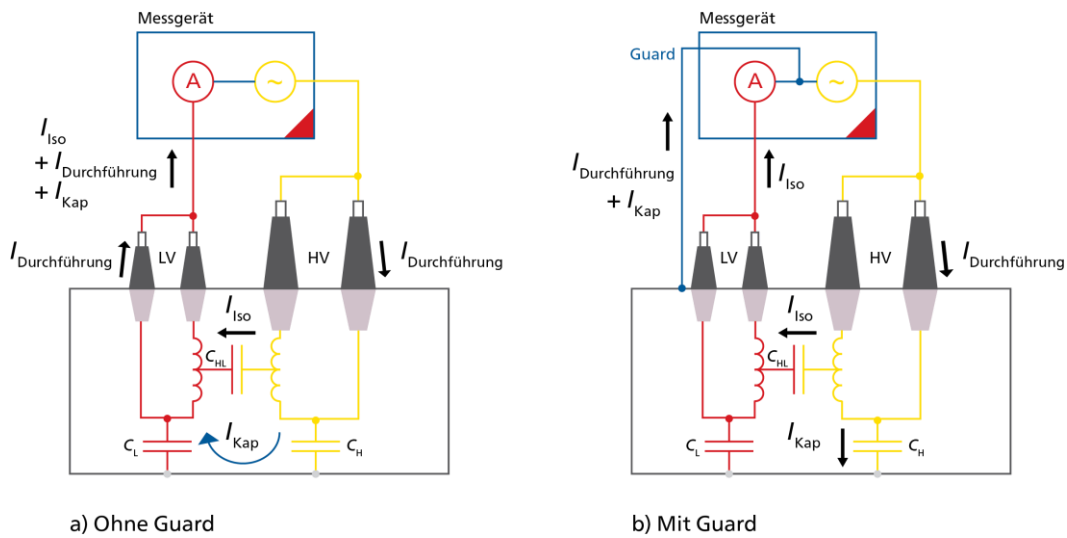 Messgerät
A
~
I Iso
+ I Durchführung
+ I Kap
I Durchführung
LV
HV
I Durchführung
I Iso
C HL
C L
I Kap
C H
a) Ohne Guard
Messgerät
Guard
A
~
I Durchführung
+ I Kap
I Iso
LV
HV
I Durchführung
I Iso
C HL
C L
I Kap
C H
b) Mit Guard